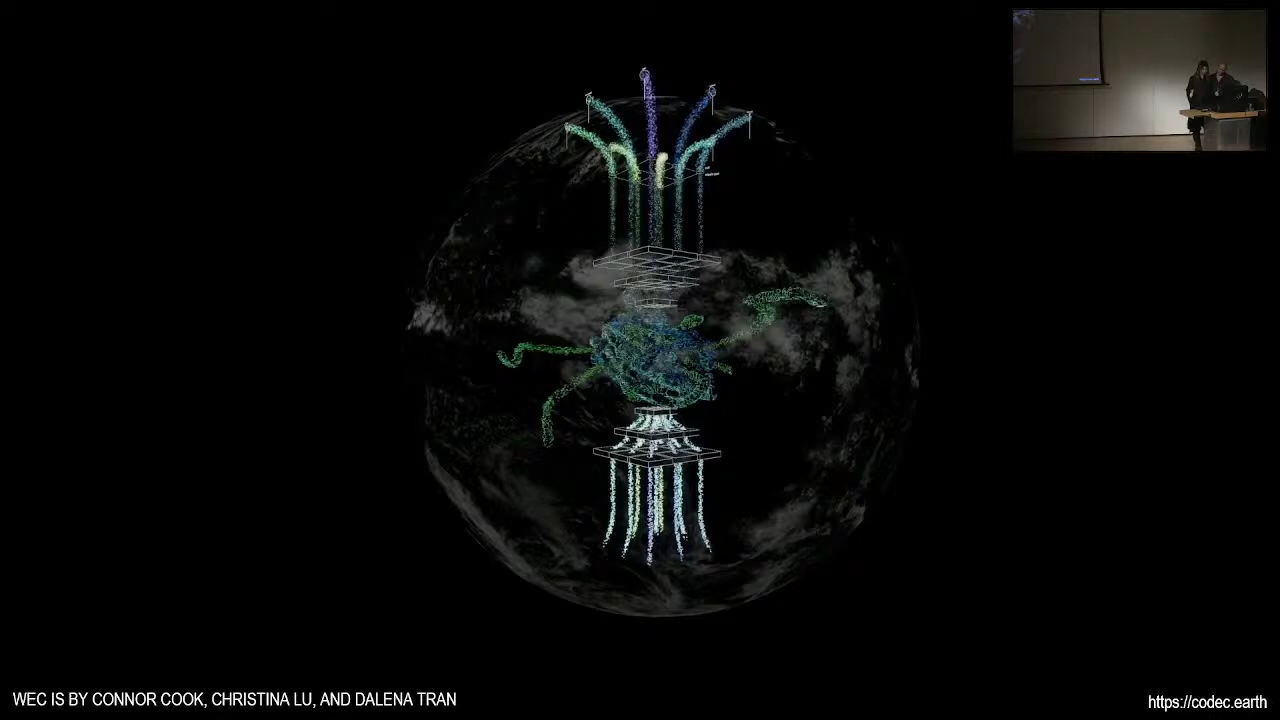 WEC IS BY CONNOR COOK, CHRISTINA LU, AND DALENA TRAN
https://codec.earth